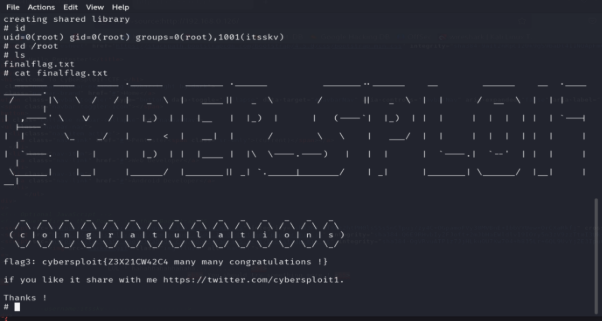 File Actions Edit View Help
creating shared library
# id
uid=0(root) gid=0(root) groups=0(root),1001(itsskv)
# cd /root
# ls
finalflag.txt
# cat finalflag.txt
(c|o|n|g|r|a|t|u|l|a|t|i|o|n|s)
flag3: cybersploit{Z3X21CW42C4 many many congratulations !}
if you like it share with me https://twitter.com/cybersploit1.
Thanks !
#